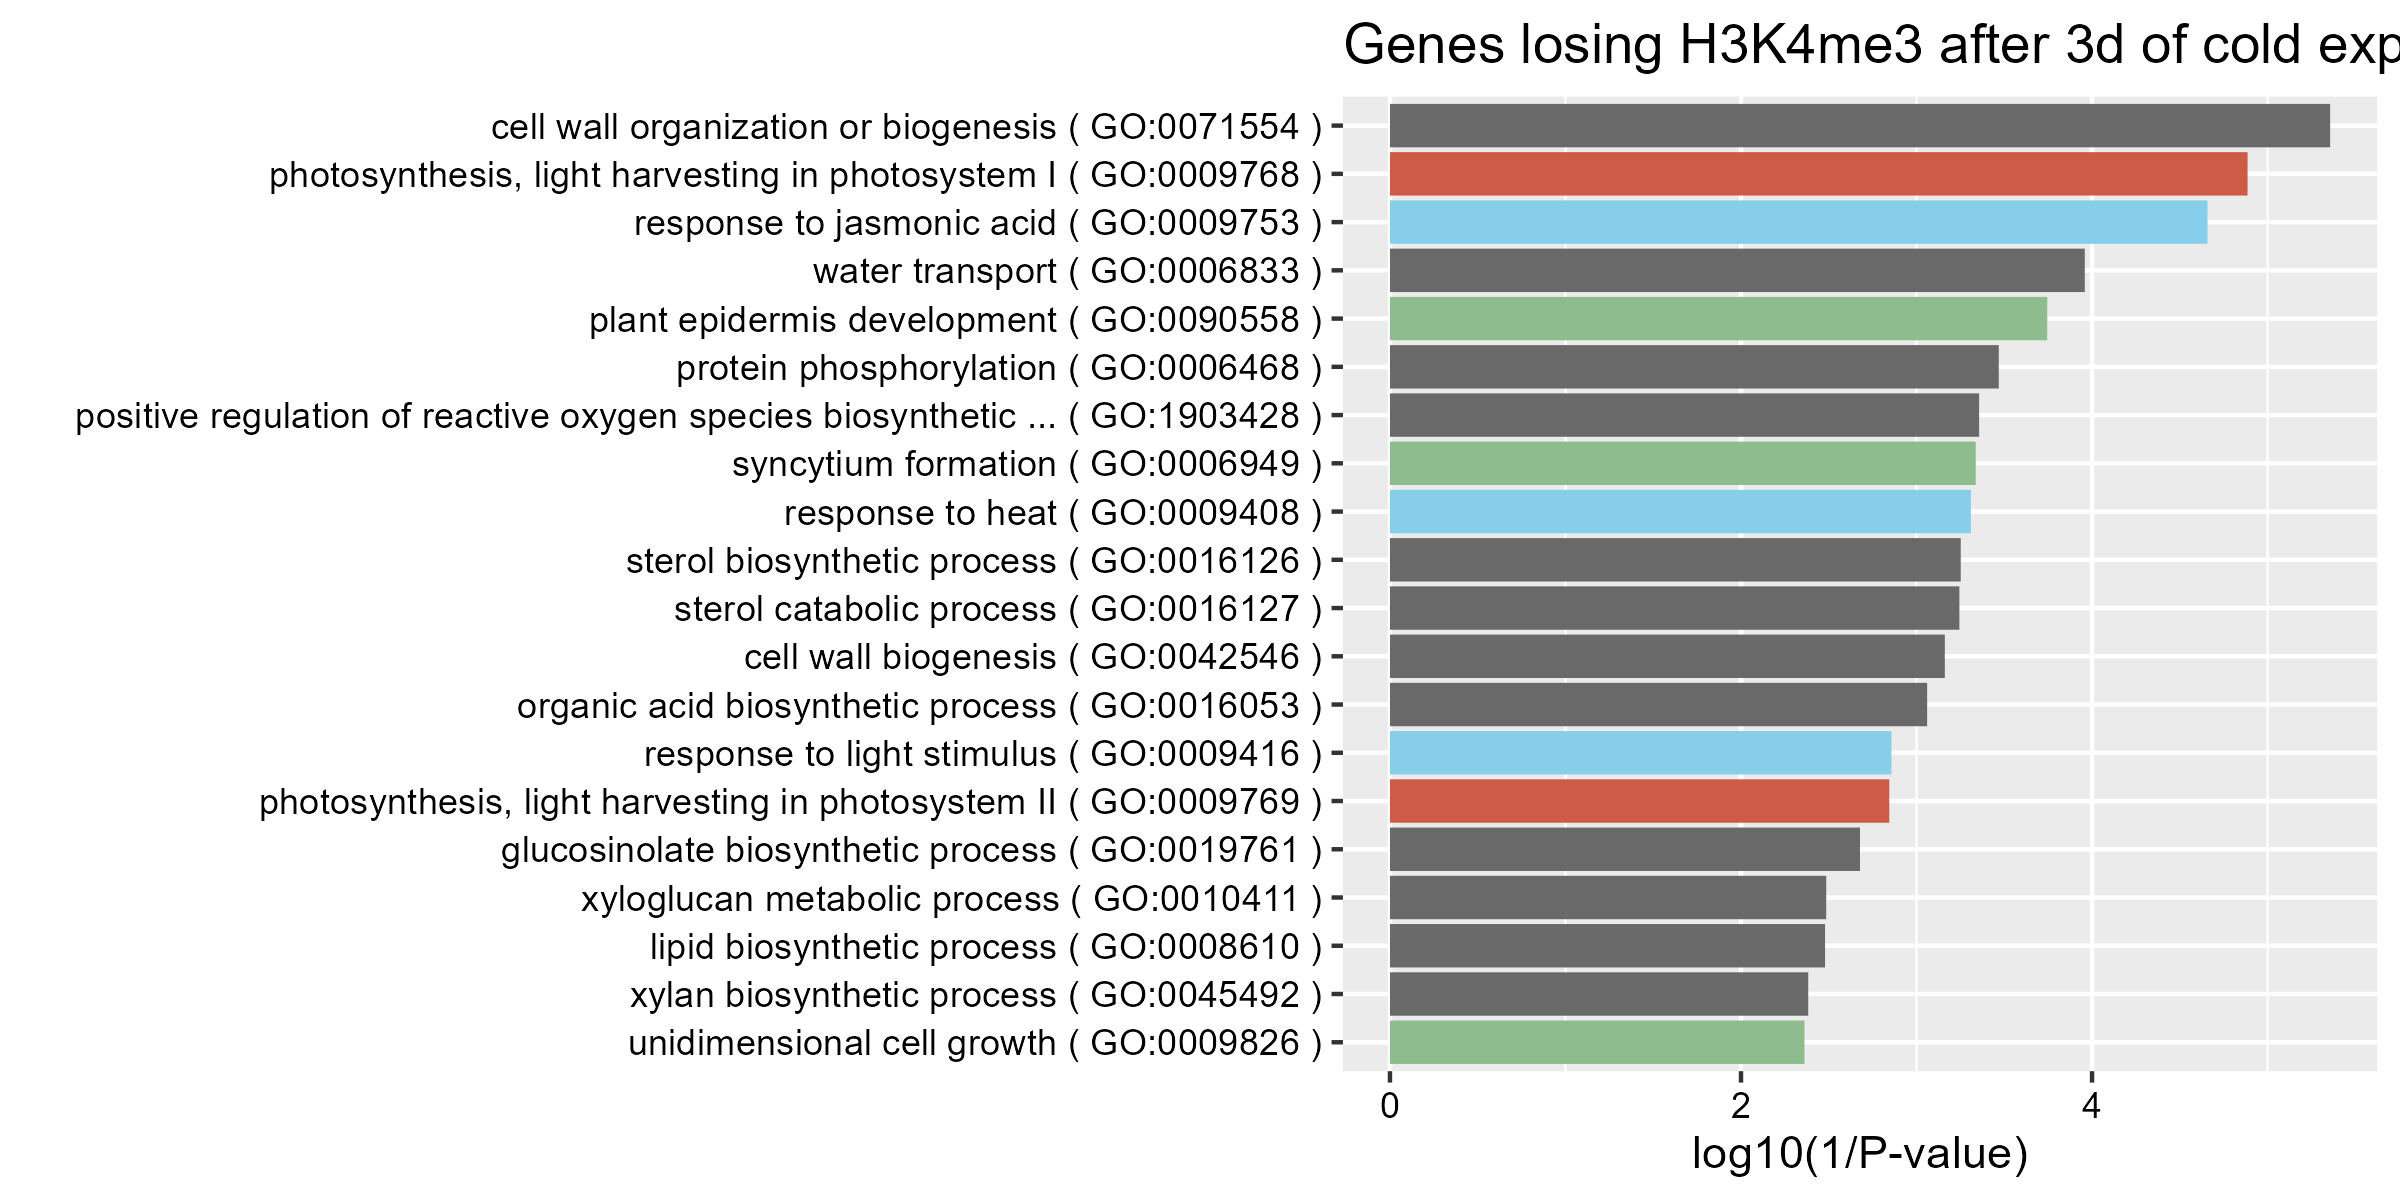 Genes losing H3K4me3 after 3d of cold exp
cell wall organization or biogenesis ( GO:0071554 )
photosynthesis, light harvesting in photosystem I ( GO:0009768 )
response to jasmonic acid ( GO:0009753 )
water transport ( GO:0006833 )
plant epidermis development ( GO:0090558 )
protein phosphorylation ( GO:0006468 )
positive regulation of reactive oxygen species biosynthetic ... ( GO:1903428 )
syncytium formation ( GO:0006949 )
response to heat ( GO:0009408 )
sterol biosynthetic process ( GO:0016126 )
sterol catabolic process ( GO:0016127 )
cell wall biogenesis ( GO:0042546 )
organic acid biosynthetic process ( GO:0016053 )
response to light stimulus ( GO:0009416 )
photosynthesis, light harvesting in photosystem II ( GO:0009769 )
glucosinolate biosynthetic process ( GO:0019761 )
xyloglucan metabolic process ( GO:0010411 )
lipid biosynthetic process ( GO:0008610 )
xylan biosynthetic process ( GO:0045492 )
unidimensional cell growth ( GO:0009826 )
0 2 4
log10(1/P-value)